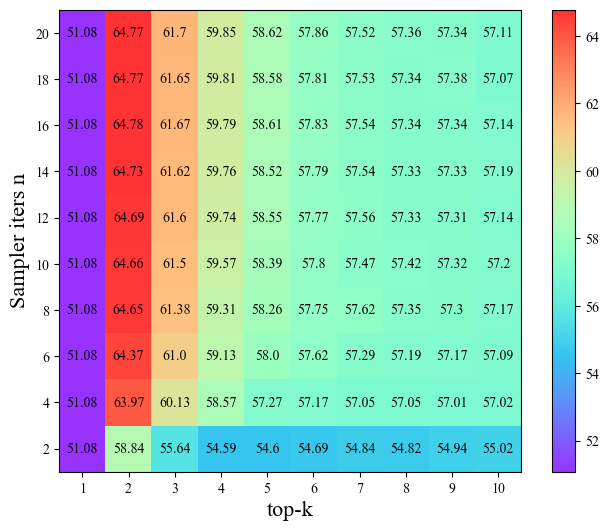 20 51.08 64.77 61.7 59.85 58.62 57.86 57.52 57.36 57.34 57.11
18 51.08 64.77 61.65 59.81 58.58 57.81 57.53 57.34 57.38 57.07
16 51.08 64.78 61.67 59.79 58.61 57.83 57.54 57.34 57.34 57.14
14 51.08 64.73 61.62 59.76 58.52 57.79 57.54 57.33 57.33 57.19
12 51.08 64.69 61.6 59.74 58.55 57.77 57.56 57.33 57.31 57.14
10 51.08 64.66 61.5 59.57 58.39 57.8 57.47 57.42 57.32 57.2
8 51.08 64.65 61.38 59.31 58.26 57.75 57.62 57.35 57.3 57.17
6 51.08 64.37 61.0 59.13 58.0 57.62 57.29 57.19 57.17 57.09
4 51.08 63.97 60.13 58.57 57.27 57.17 57.05 57.05 57.01 57.02
2 51.08 58.84 55.64 54.59 54.6 54.69 54.84 54.82 54.94 55.02
1 2 3 4 5 6 7 8 9 10
top-k
Sampler iters n
64
62
60
58
56
54
52